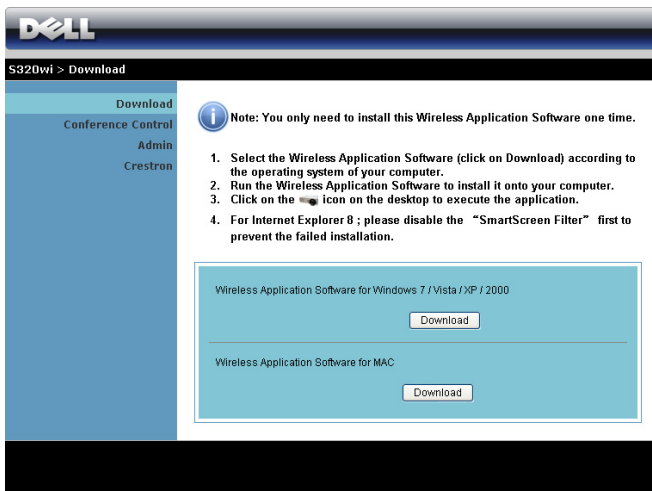 DELL
S320wi > Download
Download
Conference Control
Admin
Crestron
Note: You only need to install this Wireless Application Software one time.
1. Select the Wireless Application Software (click on Download) according to
the operating system of your computer.
2. Run the Wireless Application Software to install it onto your computer.
3. Click on the icon on the desktop to execute the application.
4. For Internet Explorer 8 ; please disable the “SmartScreen Filter” first to
prevent the failed installation.
Wireless Application Software for Windows 7 / Vista / XP / 2000
Download
Wireless Application Software for MAC
Download